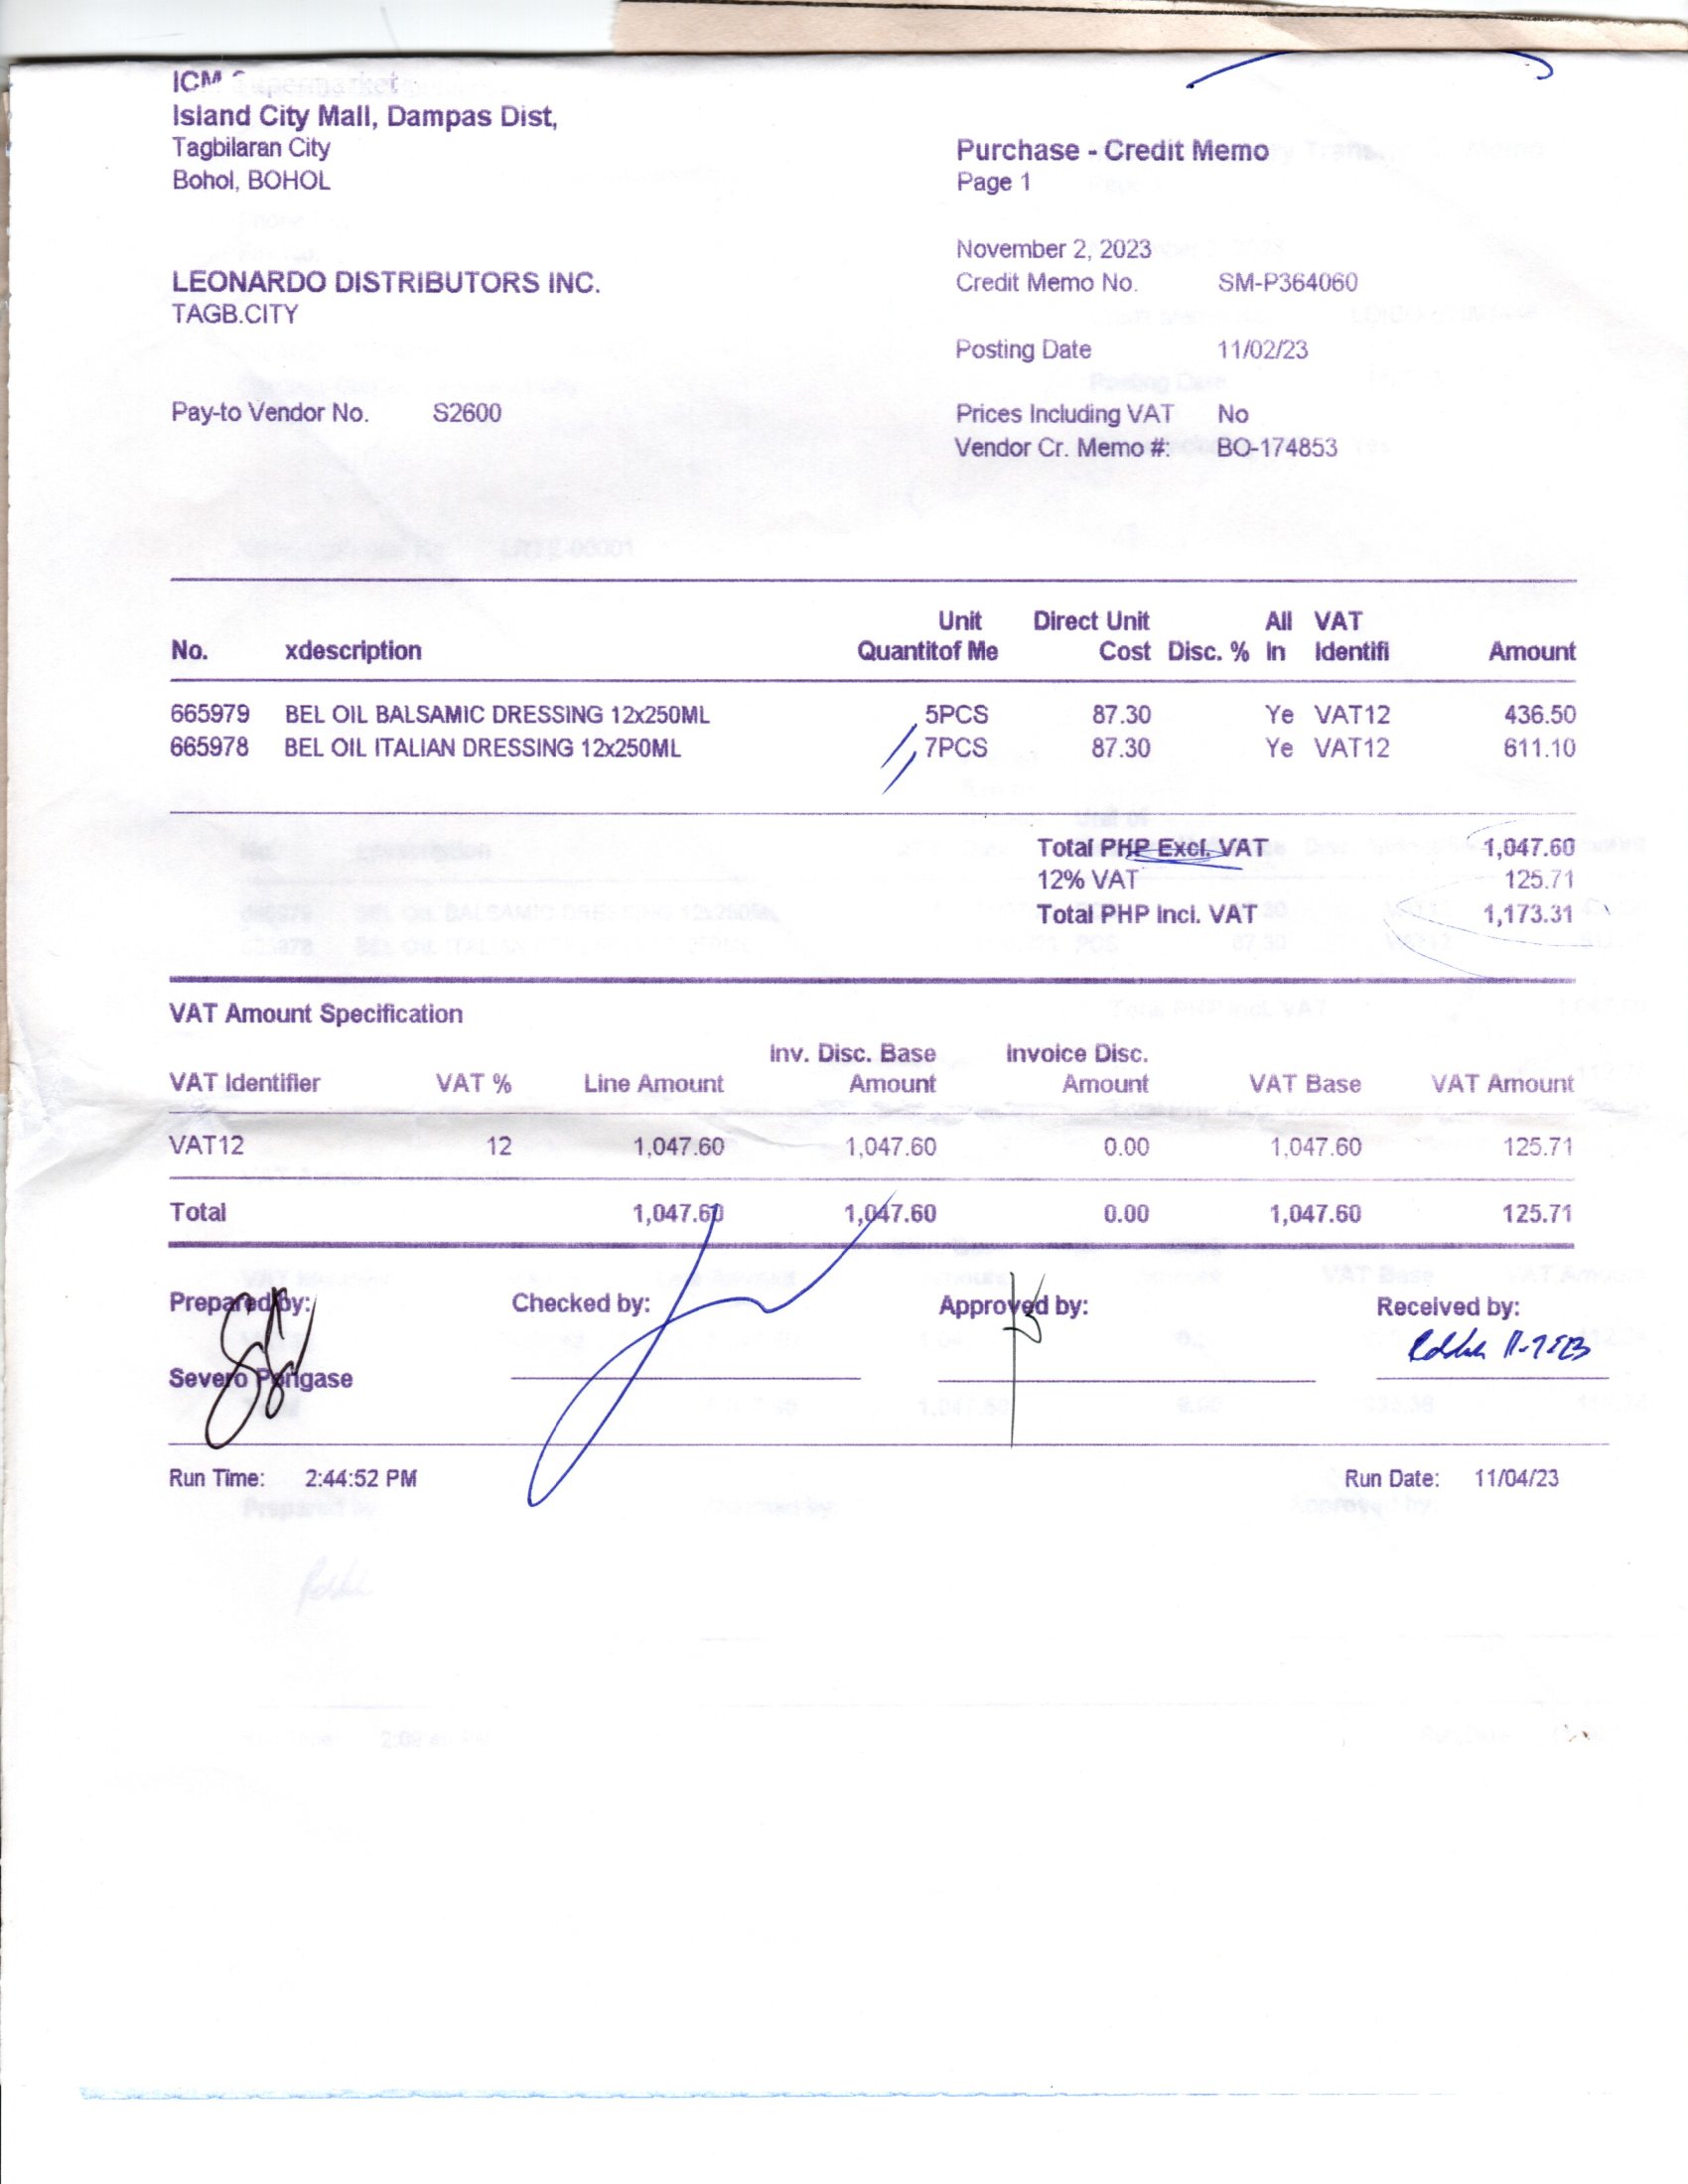 ICM
Island City Mall, Dampas Dist,
Tagbilaran City
Bohol, BOHOL
Purchase - Credit Memo
Page 1
November 2, 2023
LEONARDO DISTRIBUTORS INC.
Credit Memo No. SM-P364060
TAGB.CITY
Posting Date 11/02/23
Pay-to Vendor No. S2600
Prices Including VAT No
Vendor Cr. Memo #: BO-174853
Unit Direct Unit All VAT
No. xdescription Quantitof Me Cost Disc. % In Identifi Amount
665979 BEL OIL BALSAMIC DRESSING 12x250ML 5PCS 87.30 Ye VAT12 436.50
665978 BEL OIL ITALIAN DRESSING 12x250ML 7PCS 87.30 Ye VAT12 611.10
Total PHP Excl. VAT 1,047.60
12% VAT 125.71
Total PHP Incl. VAT 1,173.31
VAT Amount Specification
Inv. Disc. Base Invoice Disc.
VAT Identifier VAT % Line Amount Amount Amount VAT Base VAT Amount
VAT12 12 1,047.60 1,047.60 0.00 1,047.60 125.71
Total 1,047.60 1,047.60 0.00 1,047.60 125.71
Prepared by: Checked by: Approved by: Received by:
Severo Pengase
Run Time: 2:44:52 PM Run Date: 11/04/23